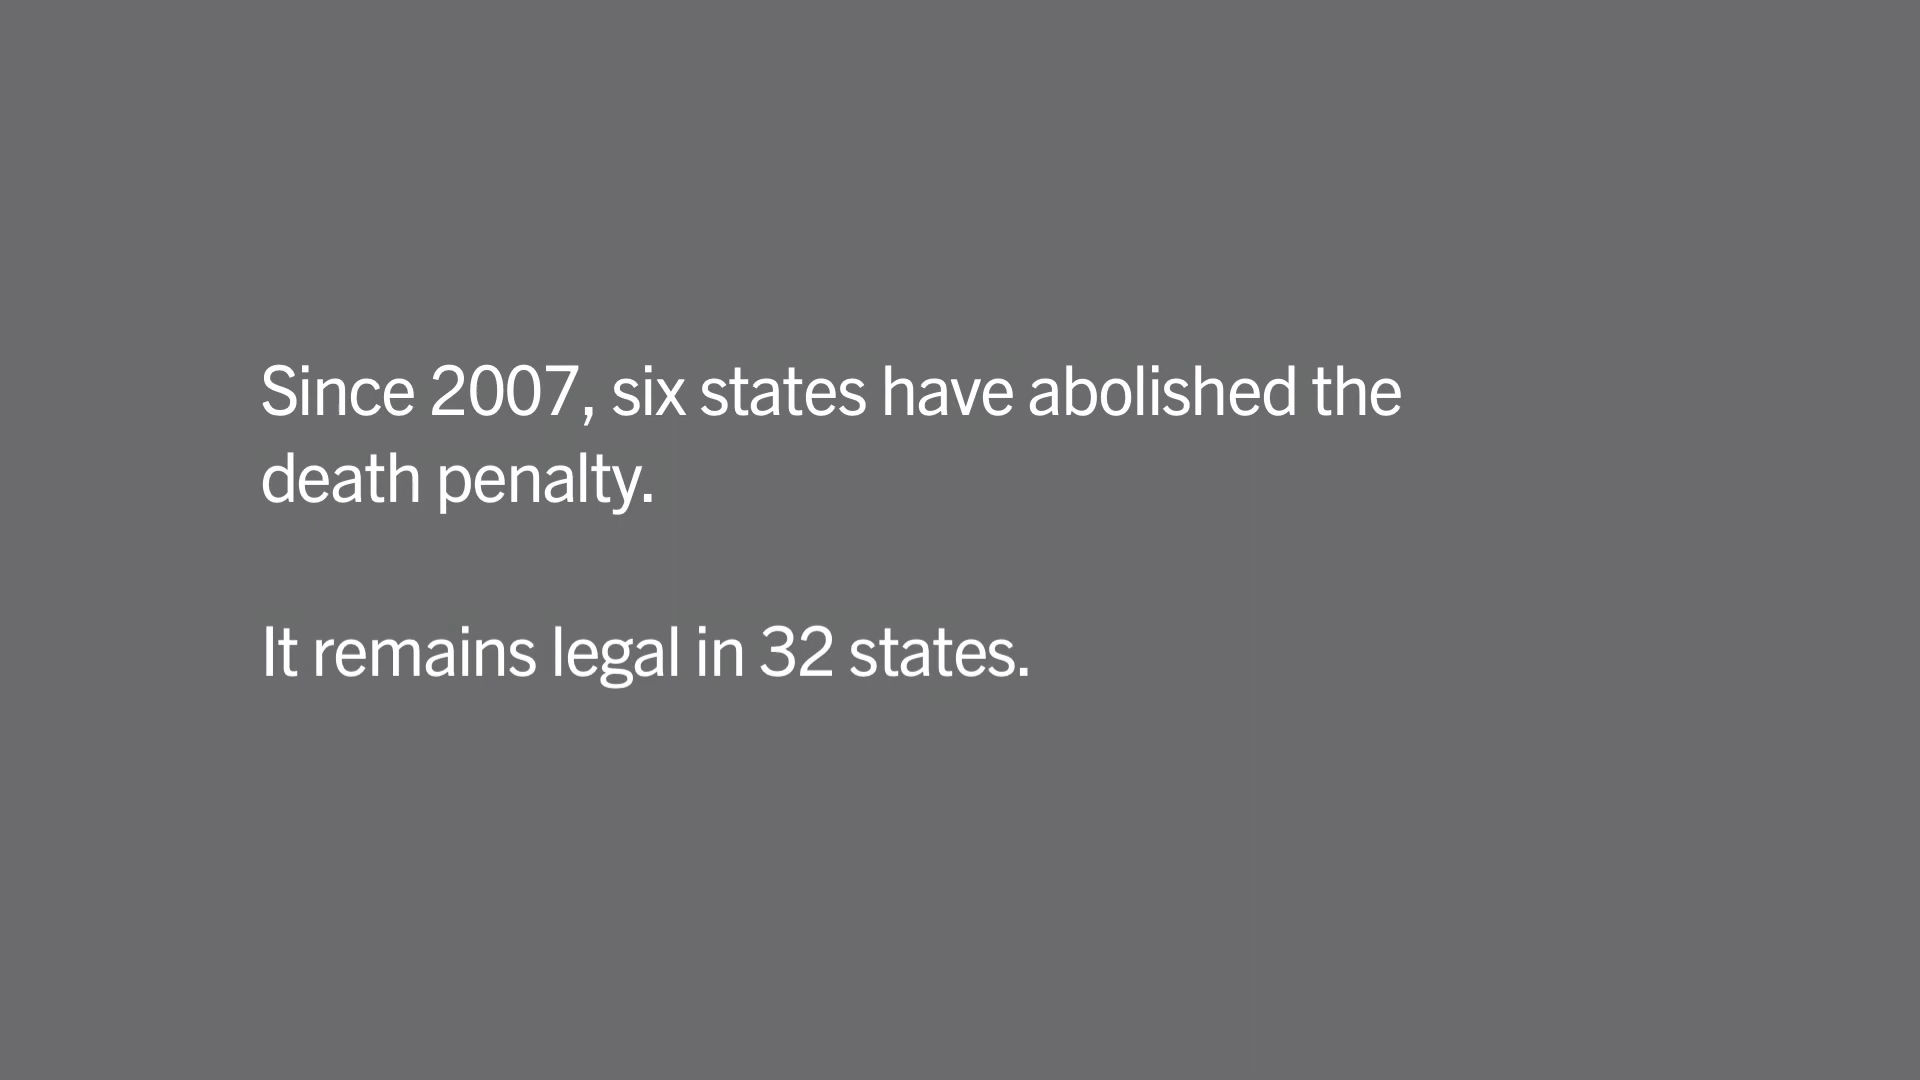 Since 2007, six states have abolished the
death penalty.
It remains legal in 32 states.